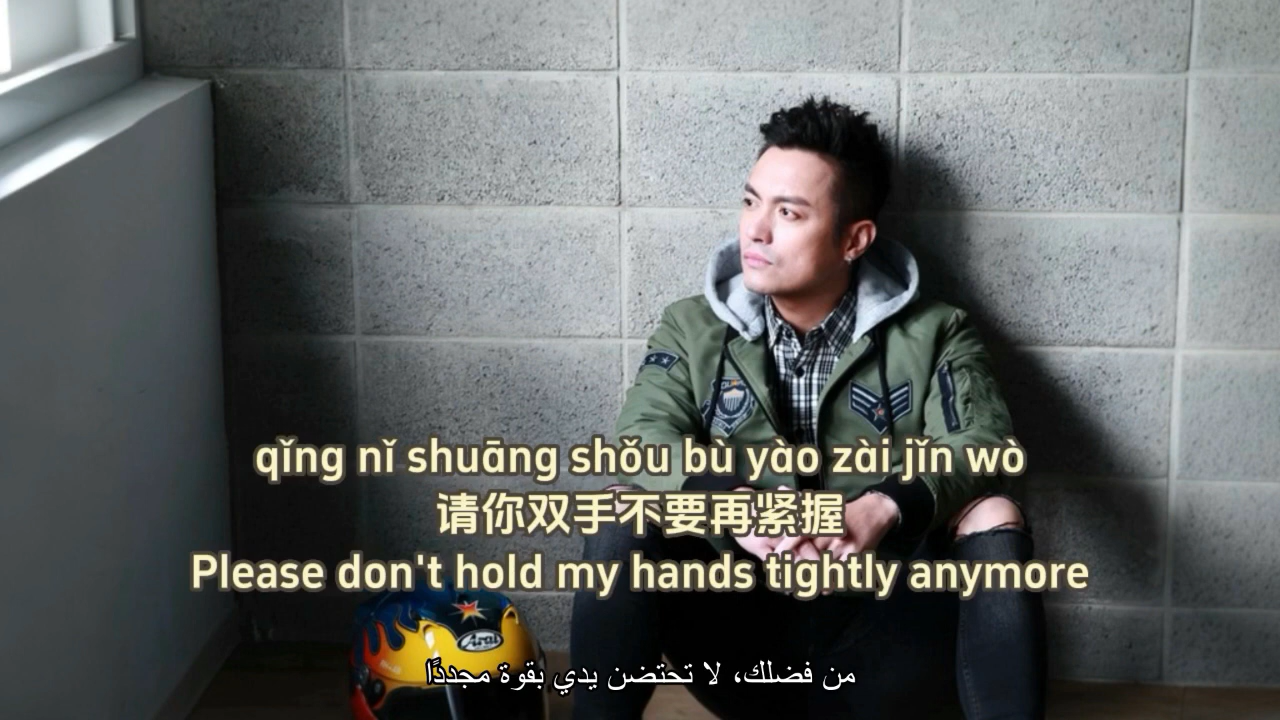 qǐng nǐ shuāng shǒu bù yào zài jǐn wò
请你双手不要再紧握
Please don't hold my hands tightly anymore
Arai
من فضلك، لا تحتضن يدي بقوة مجددًا